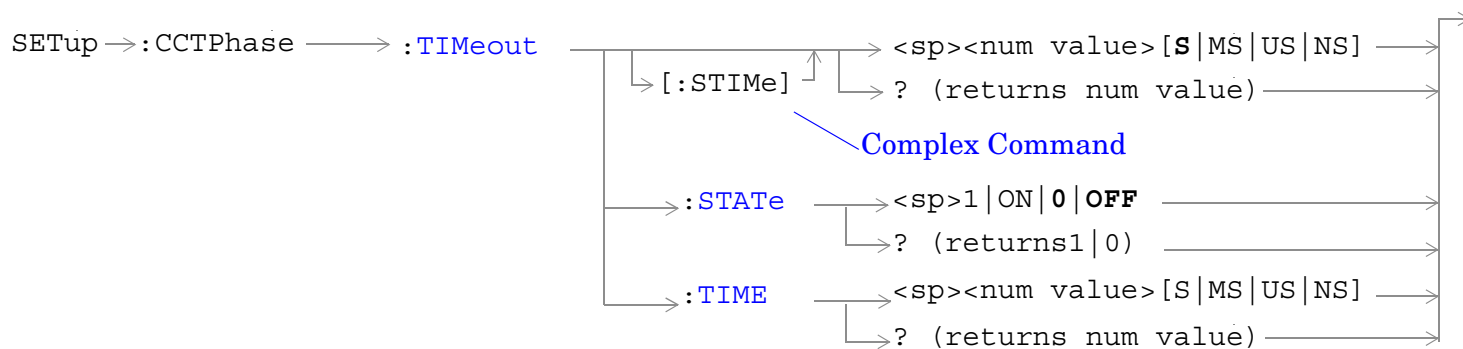 SETup :CCTPhase :TIMeout <sp><num value>[S|MS|US|NS]
[:STIMe] ? (returns num value)
Complex Command
:STATe <sp>1|ON|0|OFF
? (returns1|0)
:TIME <sp><num value>[S|MS|US|NS]
? (returns num value)